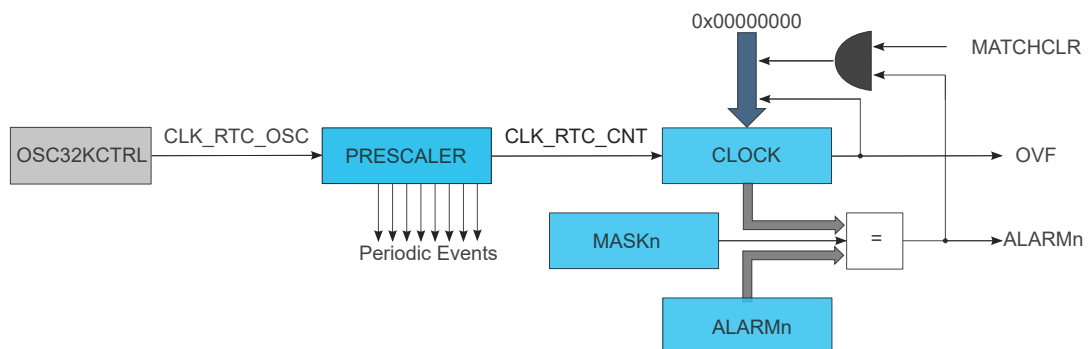 0x00000000
MATCHCLR
OSC32KCTRL
CLK_RTC_OSC
PRESCALER
CLK_RTC_CNT
CLOCK
OVF
Periodic Events
MASKn
=
ALARMn
ALARMn